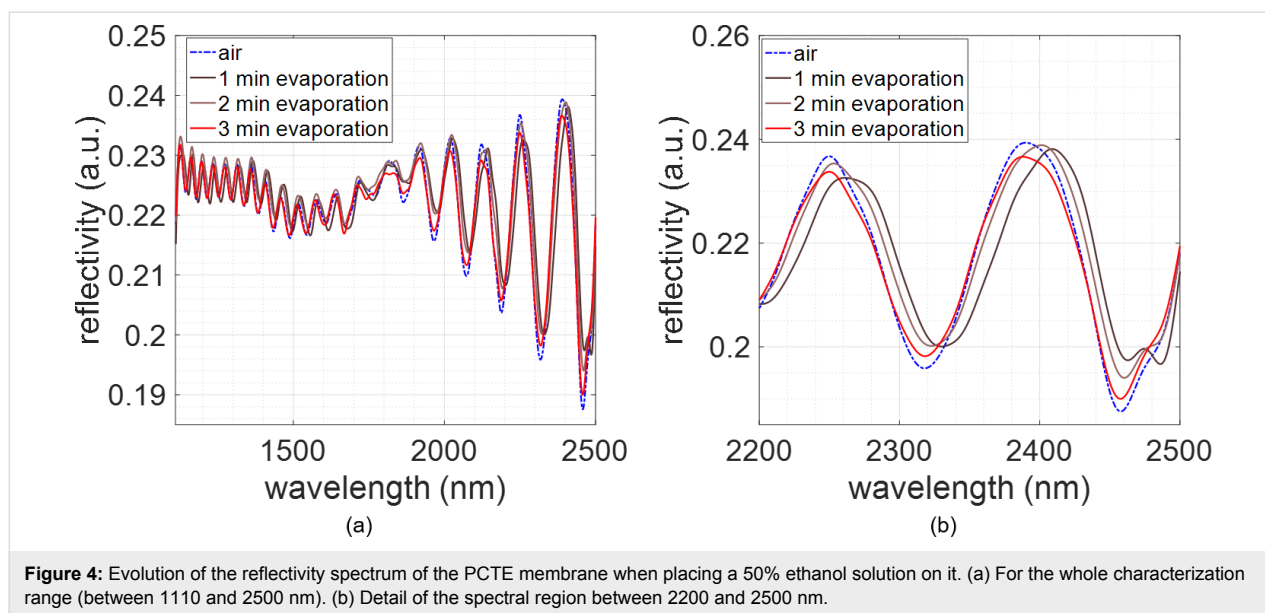 0.25
0.24
0.23
0.22
0.21
0.2
0.19
reflectivity (a.u.)
air
1 min evaporation
2 min evaporation
3 min evaporation
1500
2000
2500
wavelength (nm)
(a)
0.26
0.24
0.22
0.2
reflectivity (a.u.)
air
1 min evaporation
2 min evaporation
3 min evaporation
2200
2300
2400
2500
wavelength (nm)
(b)
Figure 4: Evolution of the reflectivity spectrum of the PCTE membrane when placing a 50% ethanol solution on it. (a) For the whole characterization
range (between 1110 and 2500 nm). (b) Detail of the spectral region between 2200 and 2500 nm.